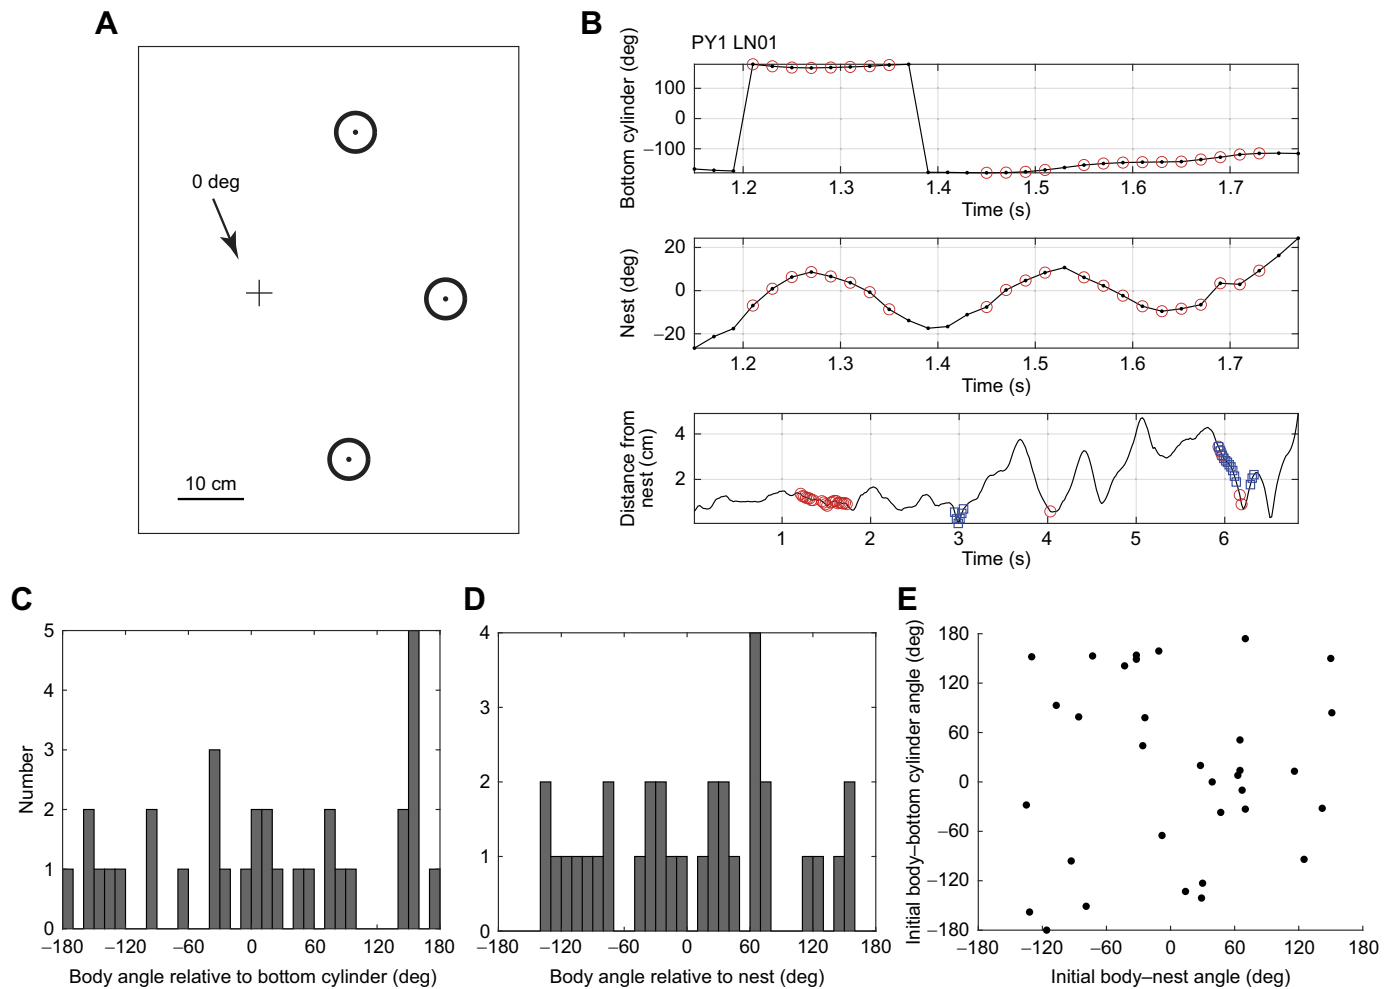 A
0 deg
10 cm
B
PY1 LN01
Bottom cylinder (deg)
100
0
−100
1.2 1.3 1.4 1.5 1.6 1.7
Time (s)
Nest (deg)
20
0
−20
1.2 1.3 1.4 1.5 1.6 1.7
Time (s)
Distance from
nest (cm)
4
2
1 2 3 4 5 6
Time (s)
C
Number
5
4
3
2
1
0
−180 −120 −60 0 60 120 180
Body angle relative to bottom cylinder (deg)
D
4
3
2
1
0
−180 −120 −60 0 60 120 180
Body angle relative to nest (deg)
E
Initial body–bottom cylinder angle (deg)
180
120
60
0
−60
−120
−180
−180 −120 −60 0 60 120 180
Initial body–nest angle (deg)